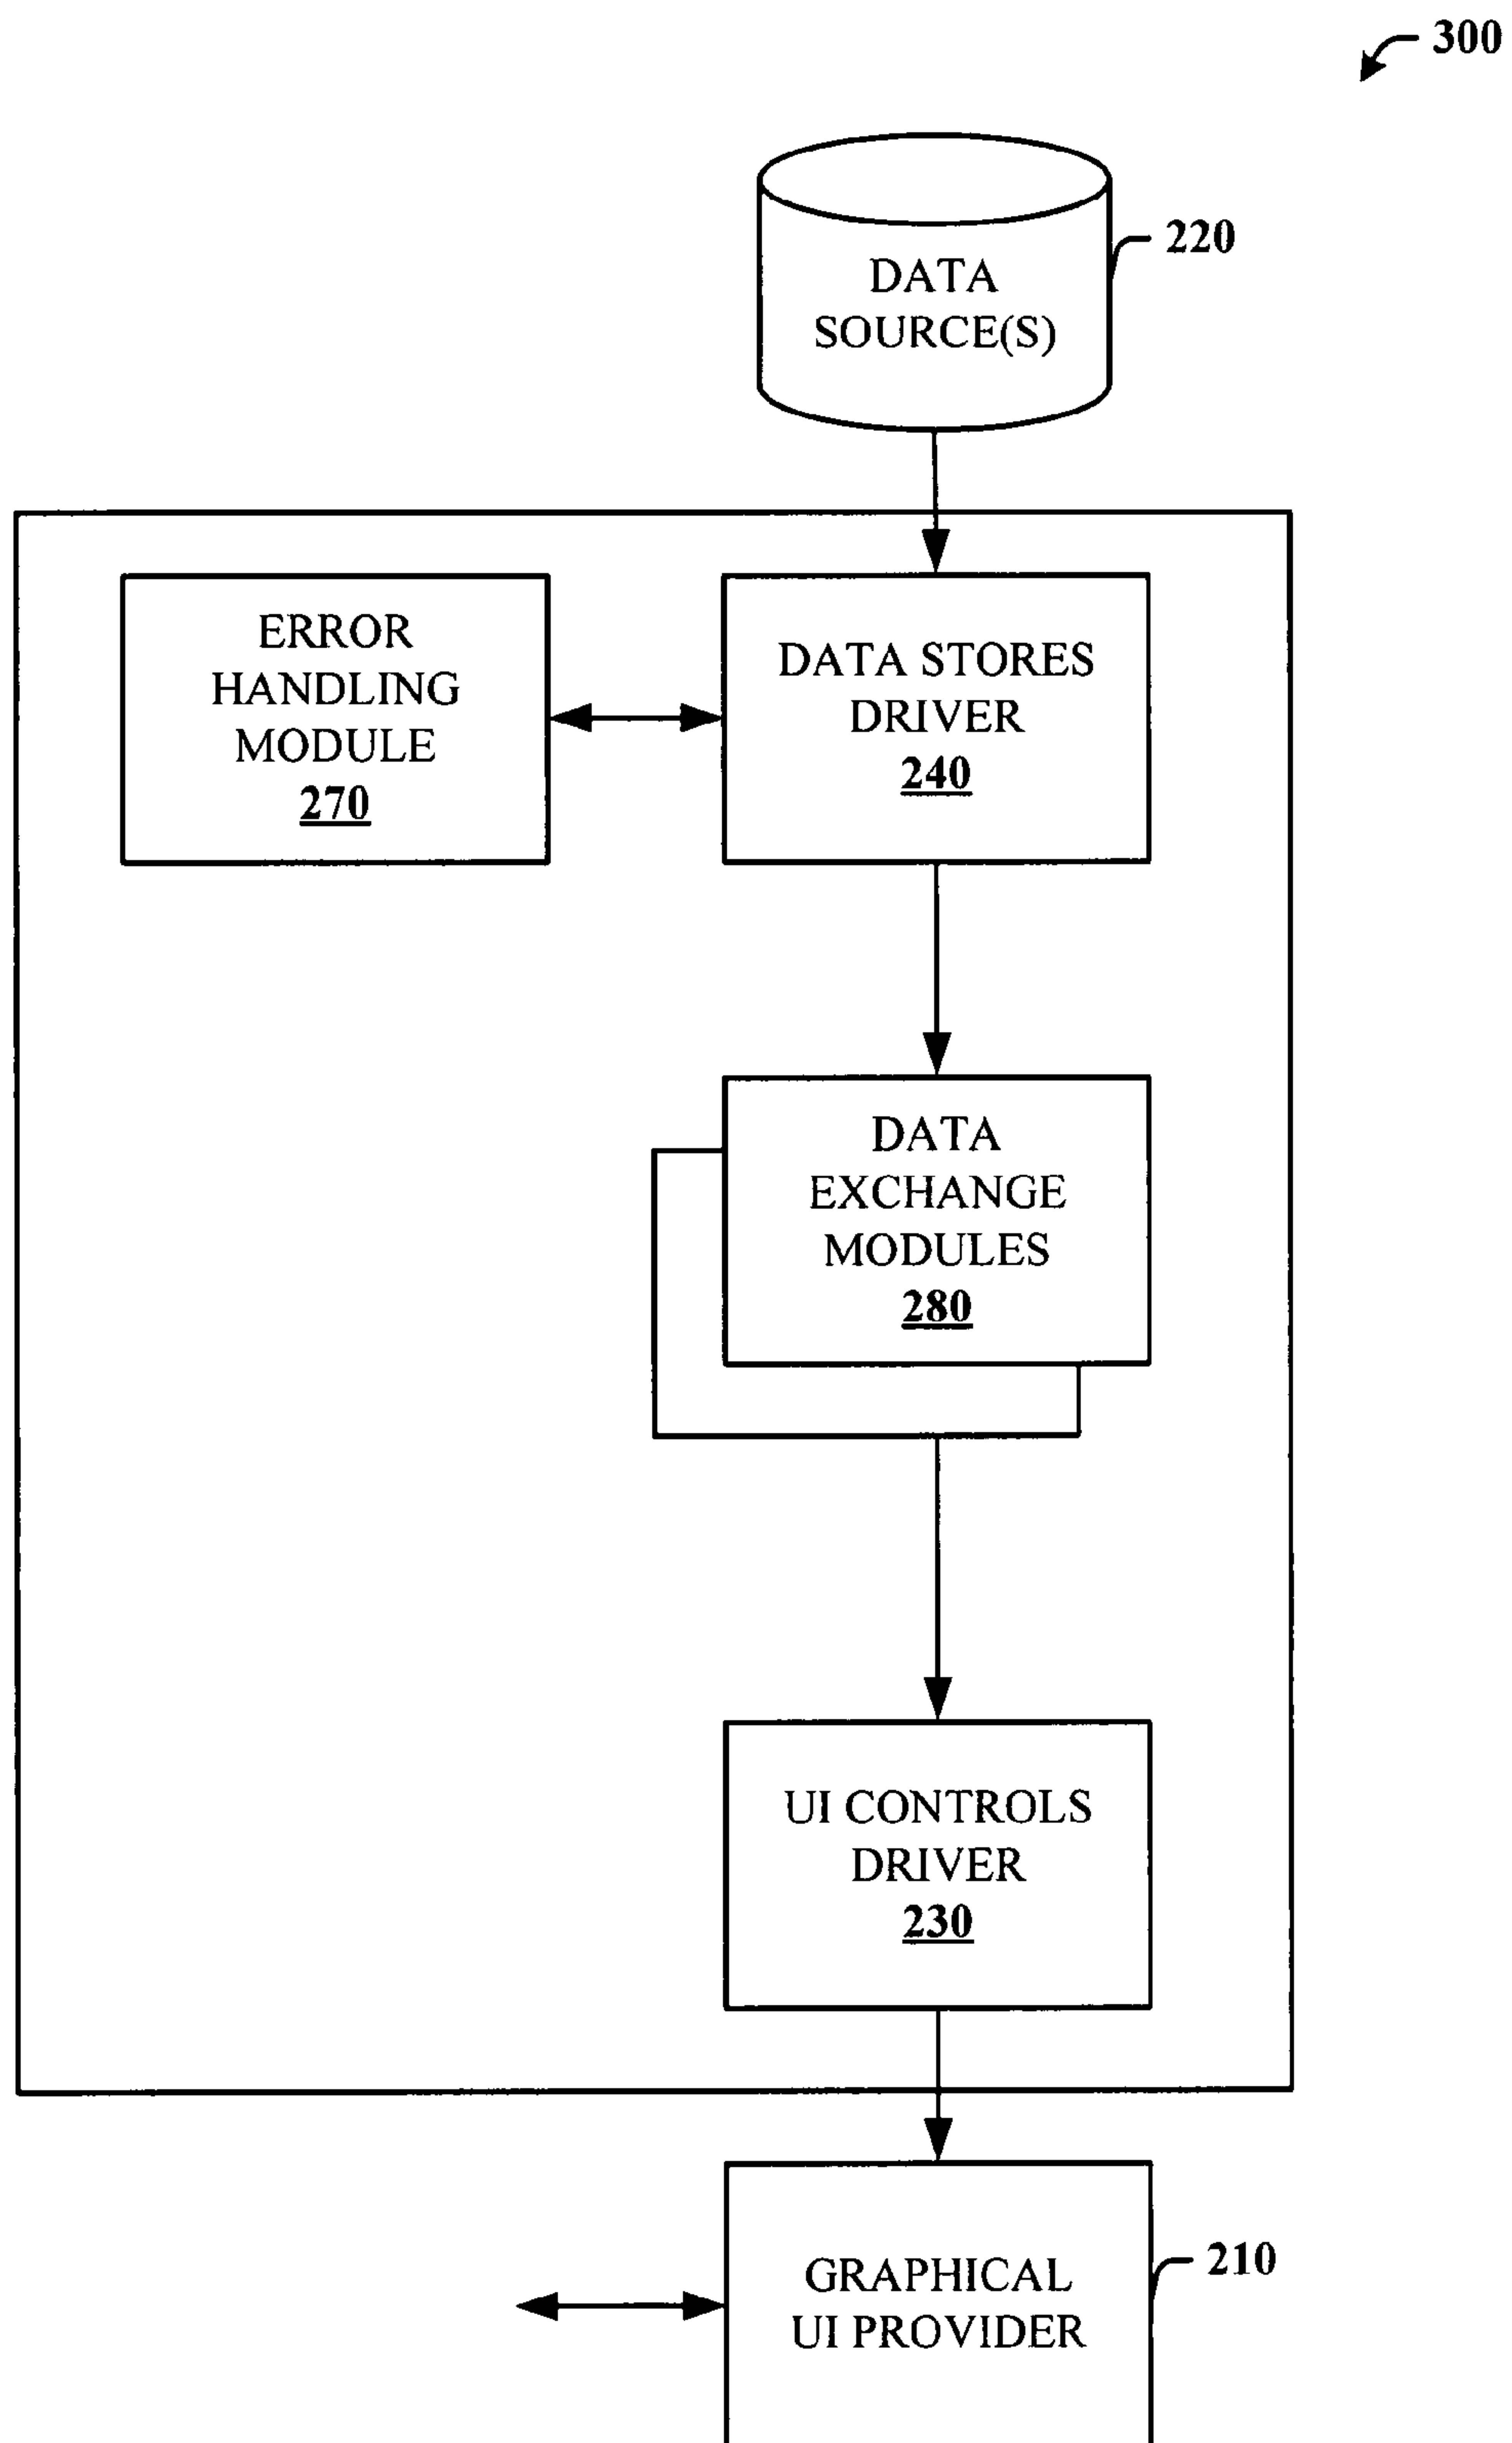 300
DATA
SOURCE(S)
220
ERROR
HANDLING
MODULE
270
DATA STORES
DRIVER
240
DATA
EXCHANGE
MODULES
280
UI CONTROLS
DRIVER
230
GRAPHICAL
UI PROVIDER
210